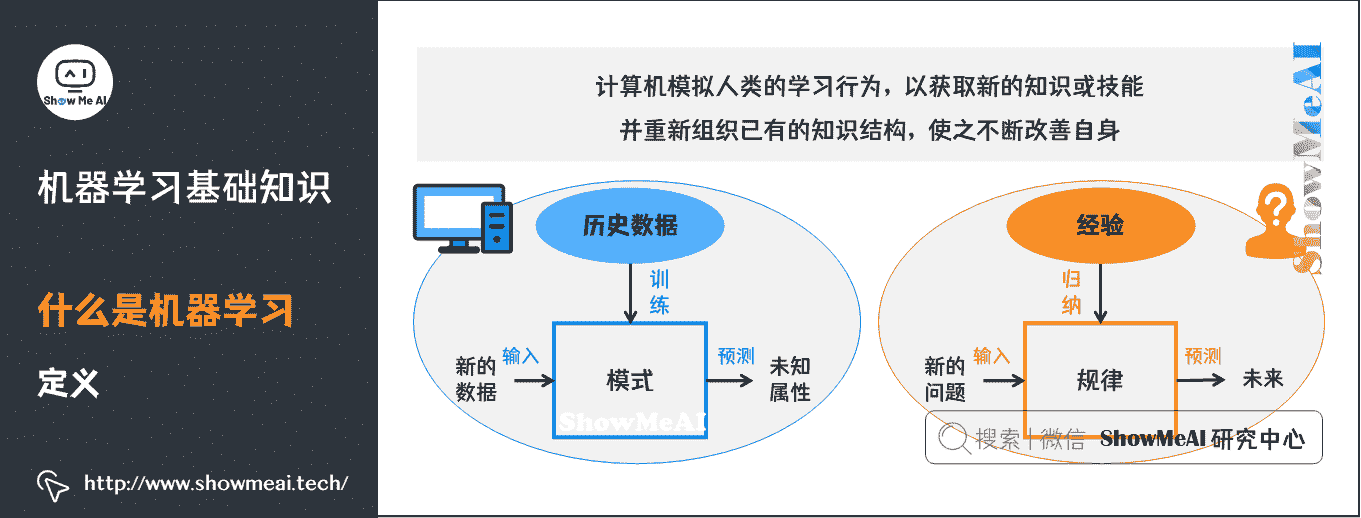 Show Me AI
机器学习基础知识
什么是机器学习
定义
http://www.showmeai.tech/
计算机模拟人类的学习行为，以获取新的知识或技能
并重新组织已有的知识结构，使之不断改善自身
ShowMeAI
历史数据
训
练
新的
数据
输入
模式
预测
未知
属性
ShowMeAI
经验
归
纳
新的
问题
输入
规律
预测
未来
搜索 | 微信 ShowMeAI 研究中心